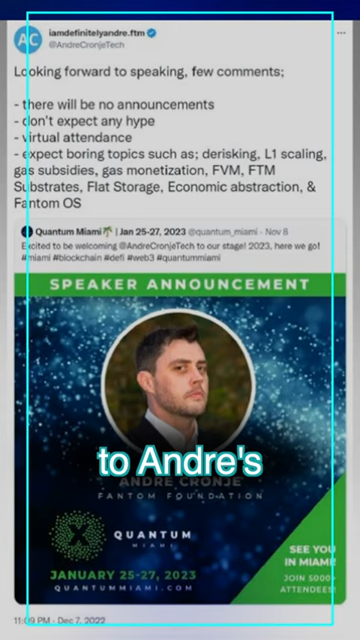 AC
iamdefinitelyandre.ftm
@AndreCronjeTech
Looking forward to speaking, few comments;
- there will be no announcements
- don't expect any hype
- virtual attendance
- expect boring topics such as; derisking, L1 scaling,
gas subsidies, gas monetization, FVM, FTM
Substrates, Flat Storage, Economic abstraction, &
Fantom OS
Quantum Miami🌴 | Jan 25-27, 2023 @quantum_miami · Nov 8
Excited to be welcoming @AndreCronjeTech to our stage! 2023, here we go!
#miami #blockchain #defi #web3 #quantummiami
SPEAKER ANNOUNCEMENT
to Andre's
ANDRE CRONJE
FANTOM FOUNDATION
QUANTUM
MIAMI
SEE YOU
IN MIAMI!
JANUARY 25-27, 2023
JOIN 5000+
QUANTUMMIAMI.COM
ATTENDEES!
11:09 PM · Dec 7, 2022